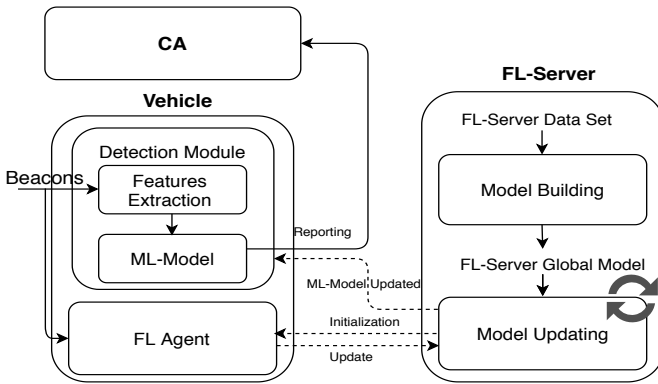 CA
FL-Server
Vehicle
FL-Server Data Set
Detection Module
Beacons
Features
Extraction
Model Building
ML-Model
Reporting
FL-Server Global Model
ML-Model Updated
Initialization
FL Agent
Model Updating
Update